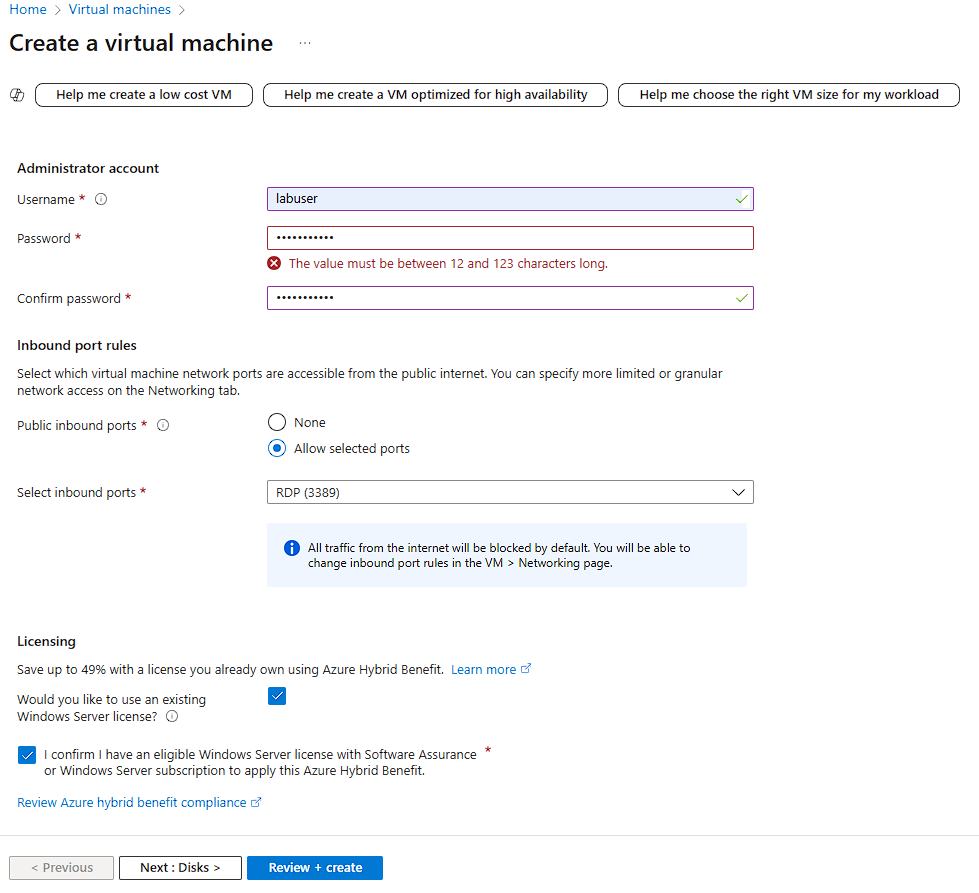 Home > Virtual machines >
Create a virtual machine ...
Help me create a low cost VM
Help me create a VM optimized for high availability
Help me choose the right VM size for my workload
Administrator account
Username *
labuser
Password *
•••••••••••
The value must be between 12 and 123 characters long.
Confirm password *
•••••••••••
Inbound port rules
Select which virtual machine network ports are accessible from the public internet. You can specify more limited or granular
network access on the Networking tab.
Public inbound ports *
None
Allow selected ports
Select inbound ports *
RDP (3389)
All traffic from the internet will be blocked by default. You will be able to
change inbound port rules in the VM > Networking page.
Licensing
Save up to 49% with a license you already own using Azure Hybrid Benefit. Learn more
Would you like to use an existing
Windows Server license?
I confirm I have an eligible Windows Server license with Software Assurance *
or Windows Server subscription to apply this Azure Hybrid Benefit.
Review Azure hybrid benefit compliance
< Previous
Next : Disks >
Review + create